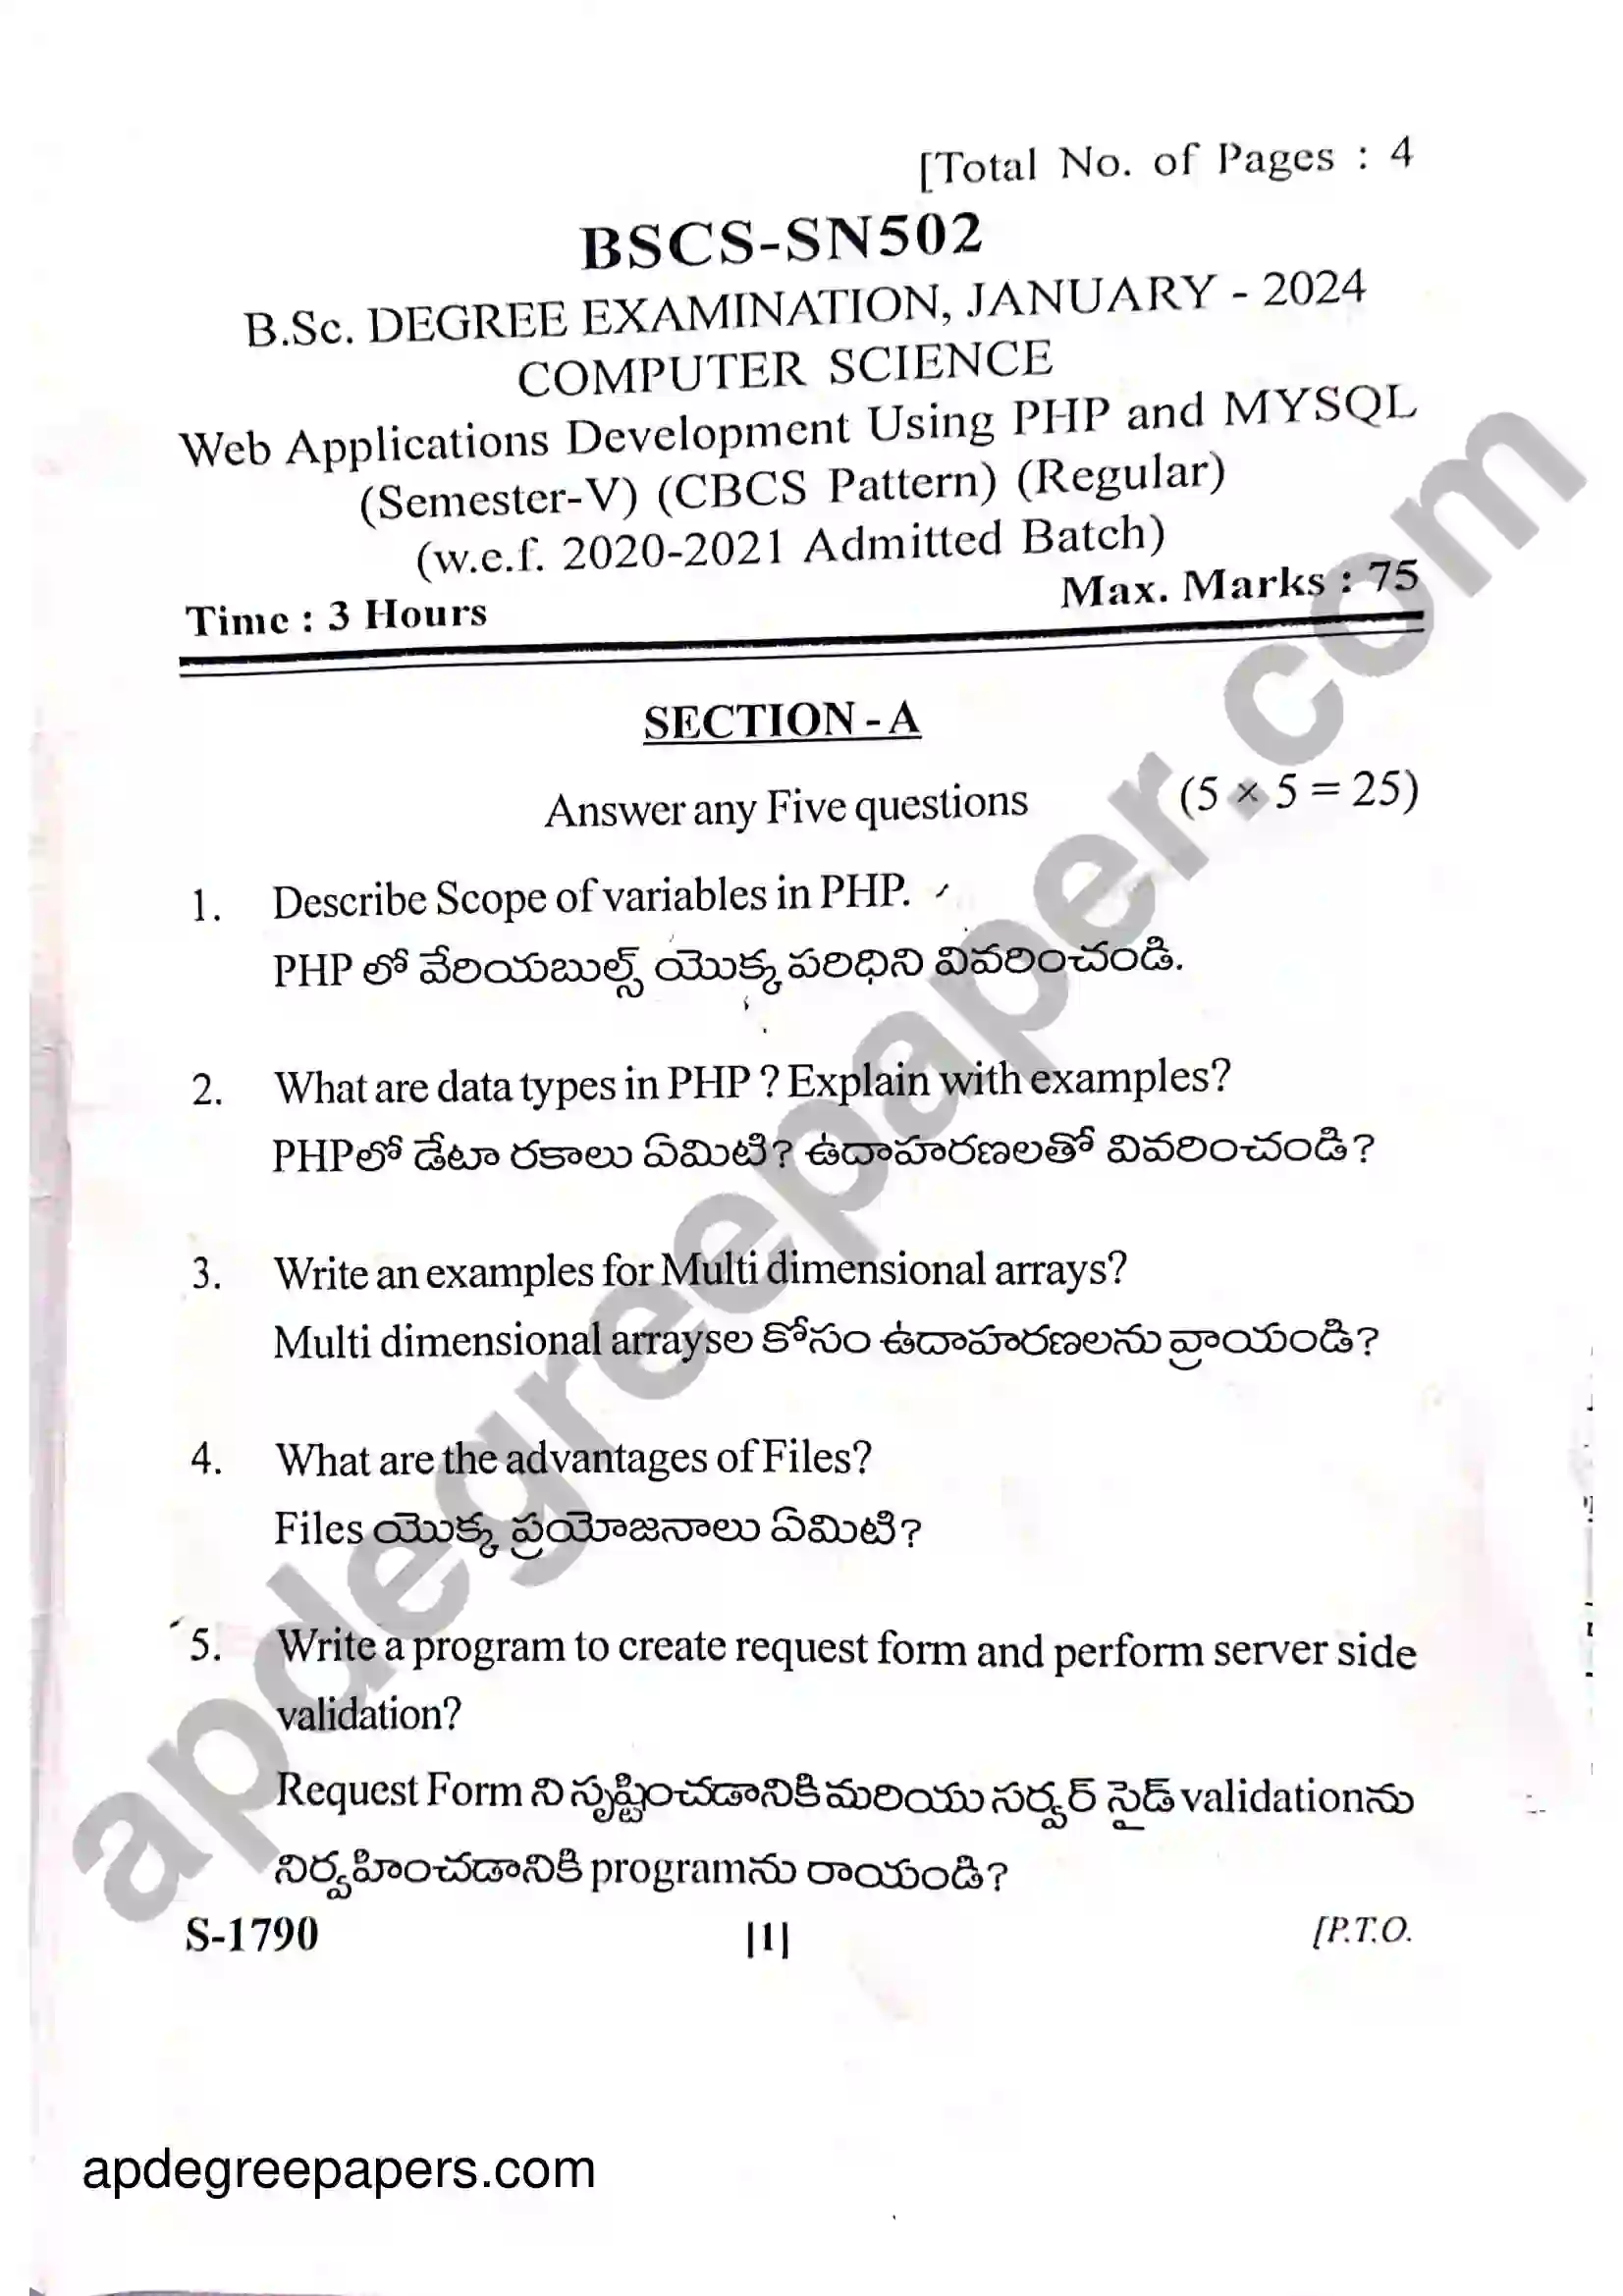 [Total No. of Pages : 4
BSCS-SN502
B.Sc. DEGREE EXAMINATION, JANUARY - 2024
COMPUTER SCIENCE
Web Applications Development Using PHP and MYSQL
(Semester-V) (CBCS Pattern) (Regular)
(w.e.f. 2020-2021 Admitted Batch)
Time : 3 Hours Max. Marks : 75
SECTION - A
Answer any Five questions (5 × 5 = 25)
1. Describe Scope of variables in PHP.
PHP లో వేరియబుల్స్ యొక్క పరిధిని వివరించండి.
2. What are data types in PHP ? Explain with examples?
PHPలో డేటా రకాలు ఏమిటి? ఉదాహరణలతో వివరించండి?
3. Write an examples for Multi dimensional arrays?
Multi dimensional arraysల కోసం ఉదాహరణలను వ్రాయండి?
4. What are the advantages of Files?
Files యొక్క ప్రయోజనాలు ఏమిటి?
5. Write a program to create request form and perform server side
validation?
Request Form ని సృష్టించడానికి మరియు సర్వర్ సైడ్ validationను
నిర్వహించడానికి programను రాయండి?
S-1790 [1] [P.T.O.
apdegreepaper.com
apdegreepapers.com